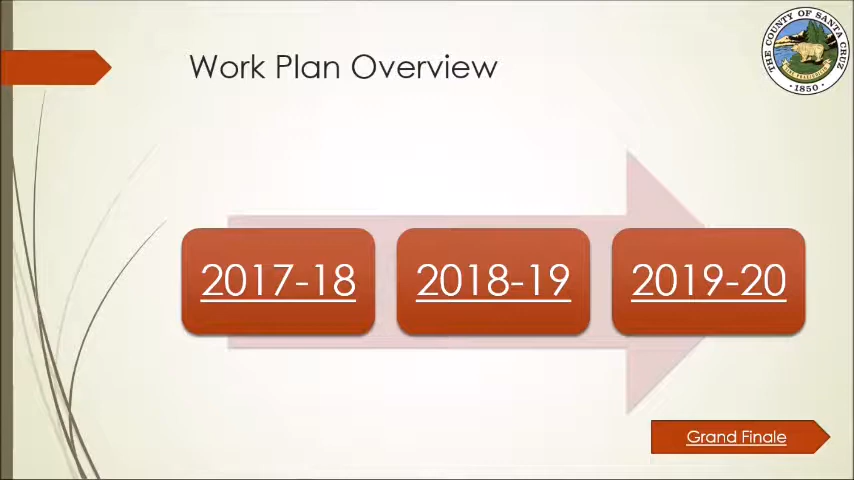 Work Plan Overview
THE COUNTY OF SANTA CRUZ
1850
2017-18
2018-19
2019-20
Grand Finale